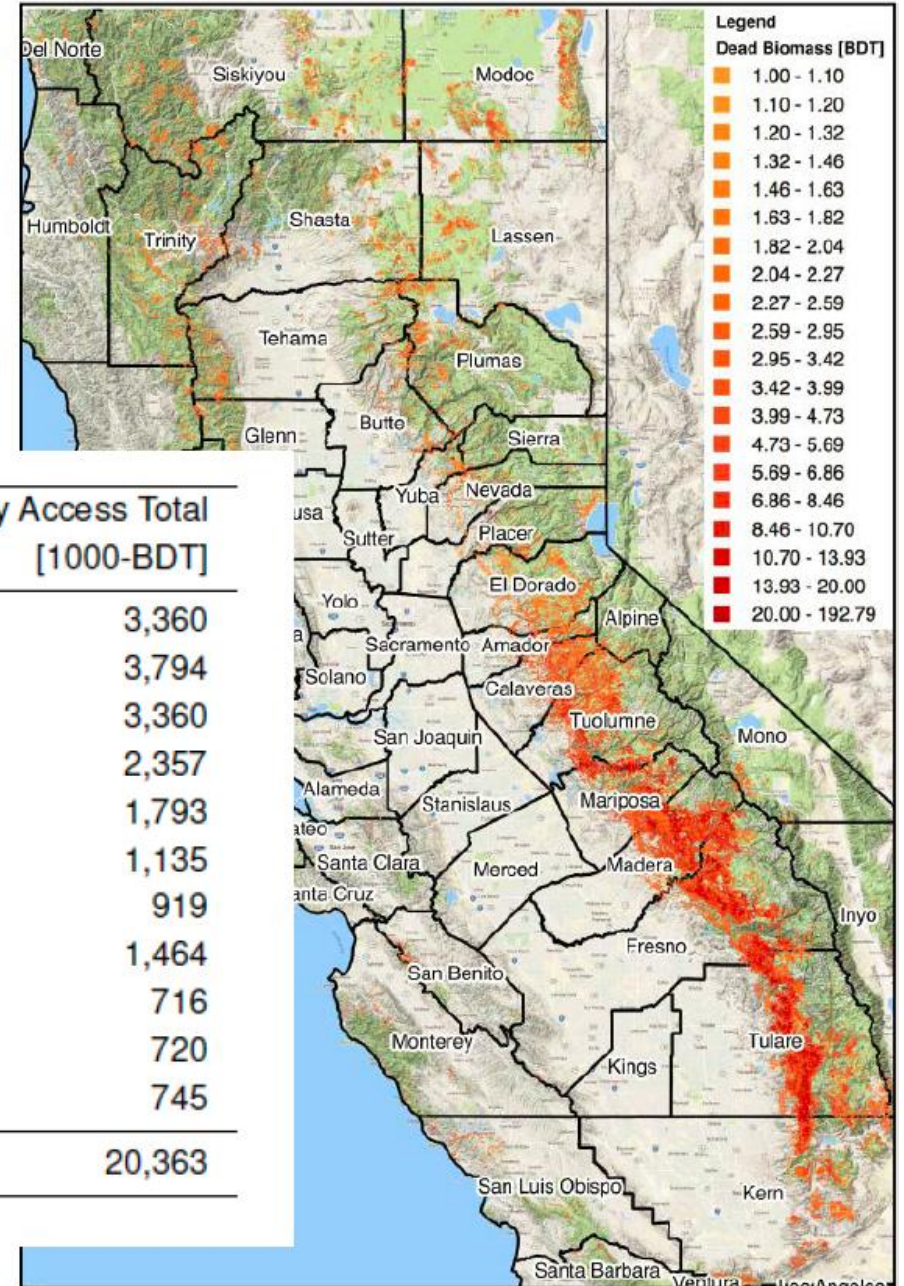 Legend
Dead Biomass [BDT]
1.00 - 1.10
1.10 - 1.20
1.20 - 1.32
1.32 - 1.46
1.46 - 1.63
1.63 - 1.82
1.82 - 2.04
2.04 - 2.27
2.27 - 2.59
2.59 - 2.95
2.95 - 3.42
3.42 - 3.99
3.99 - 4.73
4.73 - 5.69
5.69 - 6.86
6.86 - 8.46
8.46 - 10.70
10.70 - 13.93
13.93 - 20.00
20.00 - 192.79
Del Norte
Siskiyou
Modoc
Humboldt
Trinity
Shasta
Lassen
Tehama
Plumas
Butte
Glenn
Sierra
Yuba
Nevada
usa
Sutter
Placer
El Dorado
Yolo
Alpine
Sacramento
Amador
Solano
Calaveras
Tuolumne
San Joaquin
Mono
Alameda
Stanislaus
Mariposa
ateo
Santa Clara
Merced
Madera
anta Cruz
Inyo
Fresno
San Benito
Monterey
Kings
Tulare
San Luis Obispo
Kern
Santa Barbara
Ventura
Los Angeles
y Access Total
[1000-BDT]
3,360
3,794
3,360
2,357
1,793
1,135
919
1,464
716
720
745
20,363